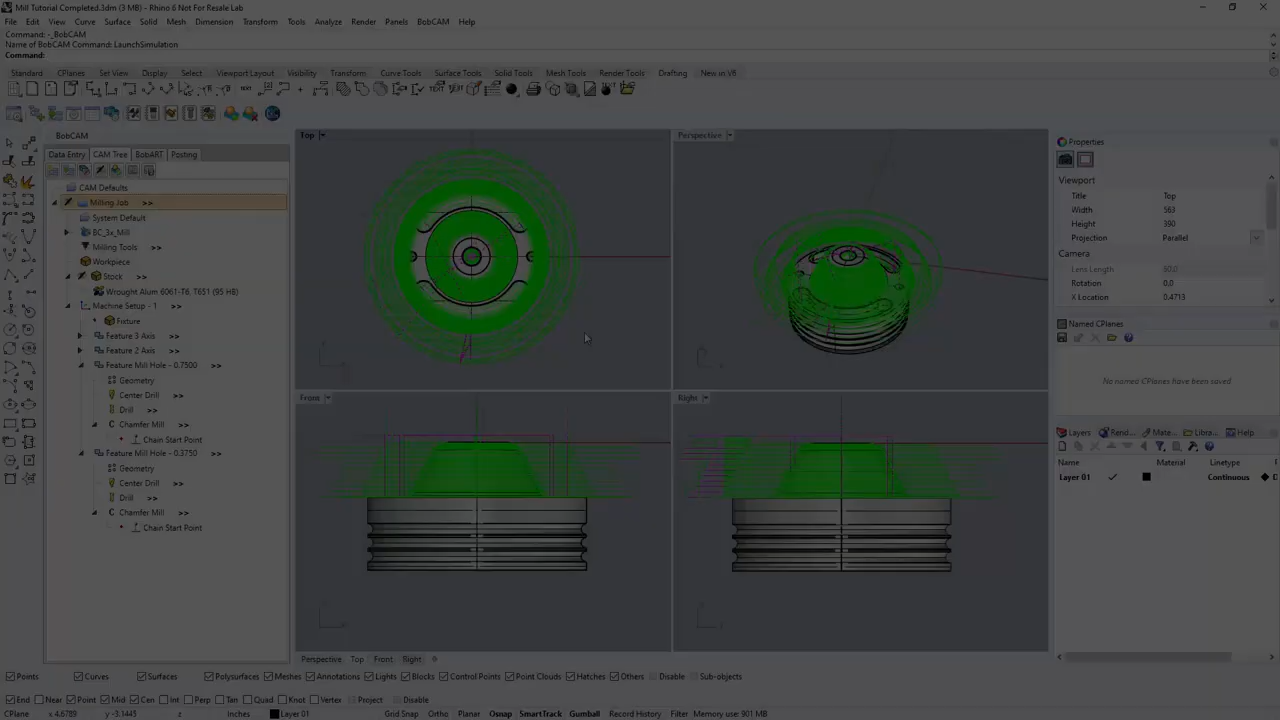 Mill Tutorial Completed.3dm (3 MB) - Rhino 6 Not For Resale Lab
File Edit View Curve Surface Solid Mesh Dimension Transform Tools Analyze Render Panels BobCAM Help
Command: -_BobCAM
Name of BobCAM Command: LaunchSimulation
Command:
Standard CPlanes Set View Display Select Viewport Layout Visibility Transform Curve Tools Surface Tools Solid Tools Mesh Tools Render Tools Drafting New in V6
BobCAM
Data Entry CAM Tree BobART Posting
CAM Defaults
Milling Job >>
System Default
BC_3x_Mill
Milling Tools >>
Workpiece
Stock >>
Wrought Alum 6061-T6, T651 (95 HB)
Machine Setup - 1 >>
Fixture
Feature 3 Axis >>
Feature 2 Axis >>
Feature Mill Hole - 0.7500 >>
Geometry
Center Drill >>
Drill >>
Chamfer Mill >>
Chain Start Point
Feature Mill Hole - 0.3750 >>
Geometry
Center Drill >>
Drill >>
Chamfer Mill >>
Chain Start Point
Top
Perspective
Front
Right
Perspective Top Front Right
Properties
Viewport
Title Top
Width 563
Height 390
Projection Parallel
Camera
Lens Length 50.0
Rotation 0.0
X Location 0.4713
Named CPlanes
No named CPlanes have been saved
Layers Rend... Mate... Libra... Help
Name Material Linetype
Layer 01 Continuous
Points Curves Surfaces Polysurfaces Meshes Annotations Lights Blocks Control Points Point Clouds Hatches Others Disable Sub-objects
End Near Point Mid Cen Int Perp Tan Quad Knot Vertex Project Disable
CPlane x 4.6789 y -3.1445 z Inches Layer 01 Grid Snap Ortho Planar Osnap SmartTrack Gumball Record History Filter Memory use: 901 MB